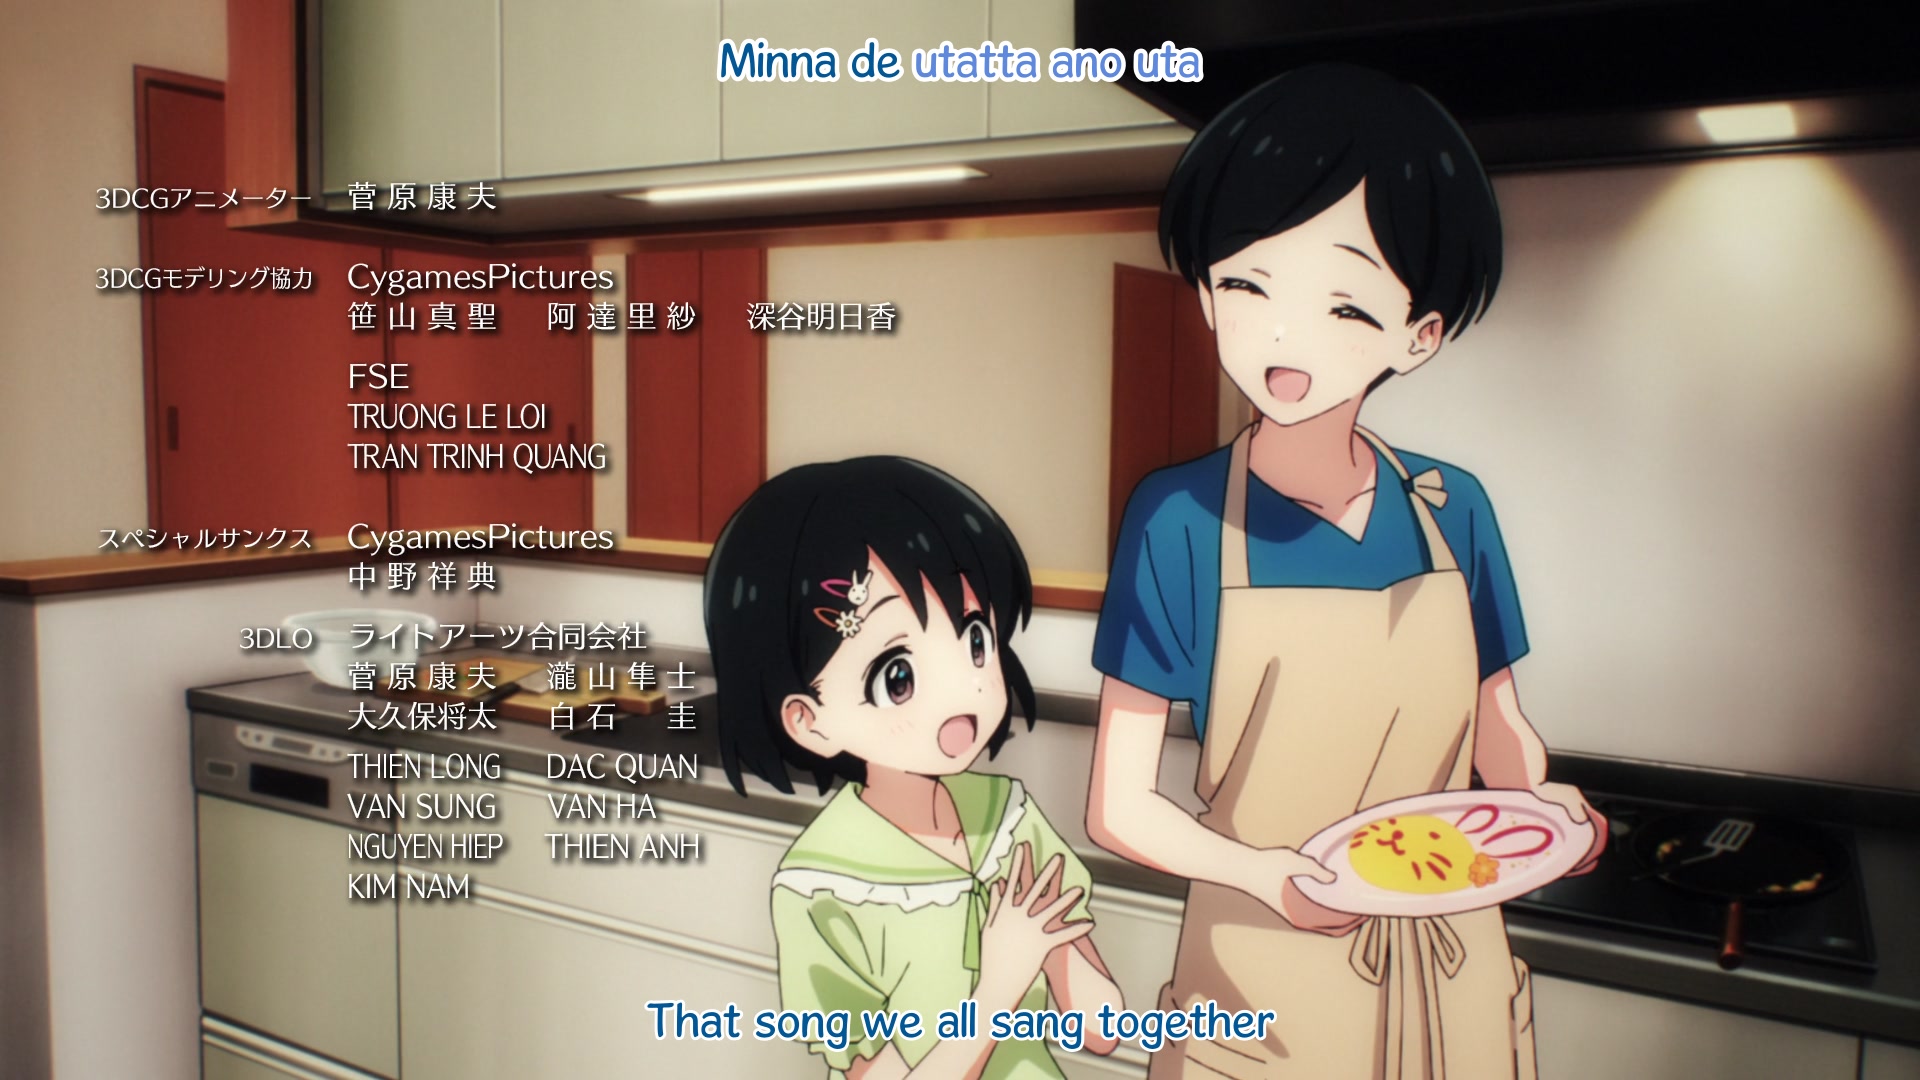 Minna de utatta ano uta
3DCGアニメーター 菅原康夫
3DCGモデリング協力 CygamesPictures
笹山真聖 阿達里紗 深谷明日香
FSE
TRUONG LE LOI
TRAN TRINH QUANG
スペシャルサンクス CygamesPictures
中野祥典
3DLO ライトアーツ合同会社
菅原康夫 瀧山隼士
大久保将太 白石 圭
THIEN LONG DAC QUAN
VAN SUNG VAN HA
NGUYEN HIEP THIEN ANH
KIM NAM
That song we all sang together